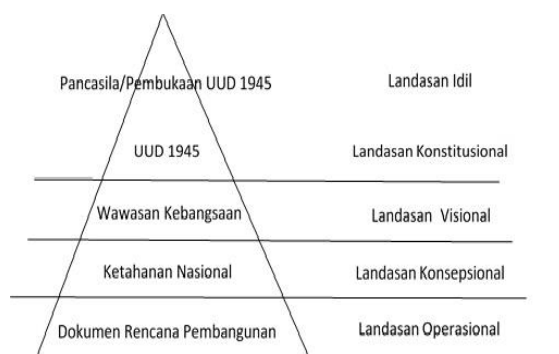 Pancasila/Pembukaan UUD 1945 Landasan Idil
UUD 1945 Landasan Konstitusional
Wawasan Kebangsaan Landasan Visional
Ketahanan Nasional Landasan Konsepsional
Dokumen Rencana Pembangunan Landasan Operasional